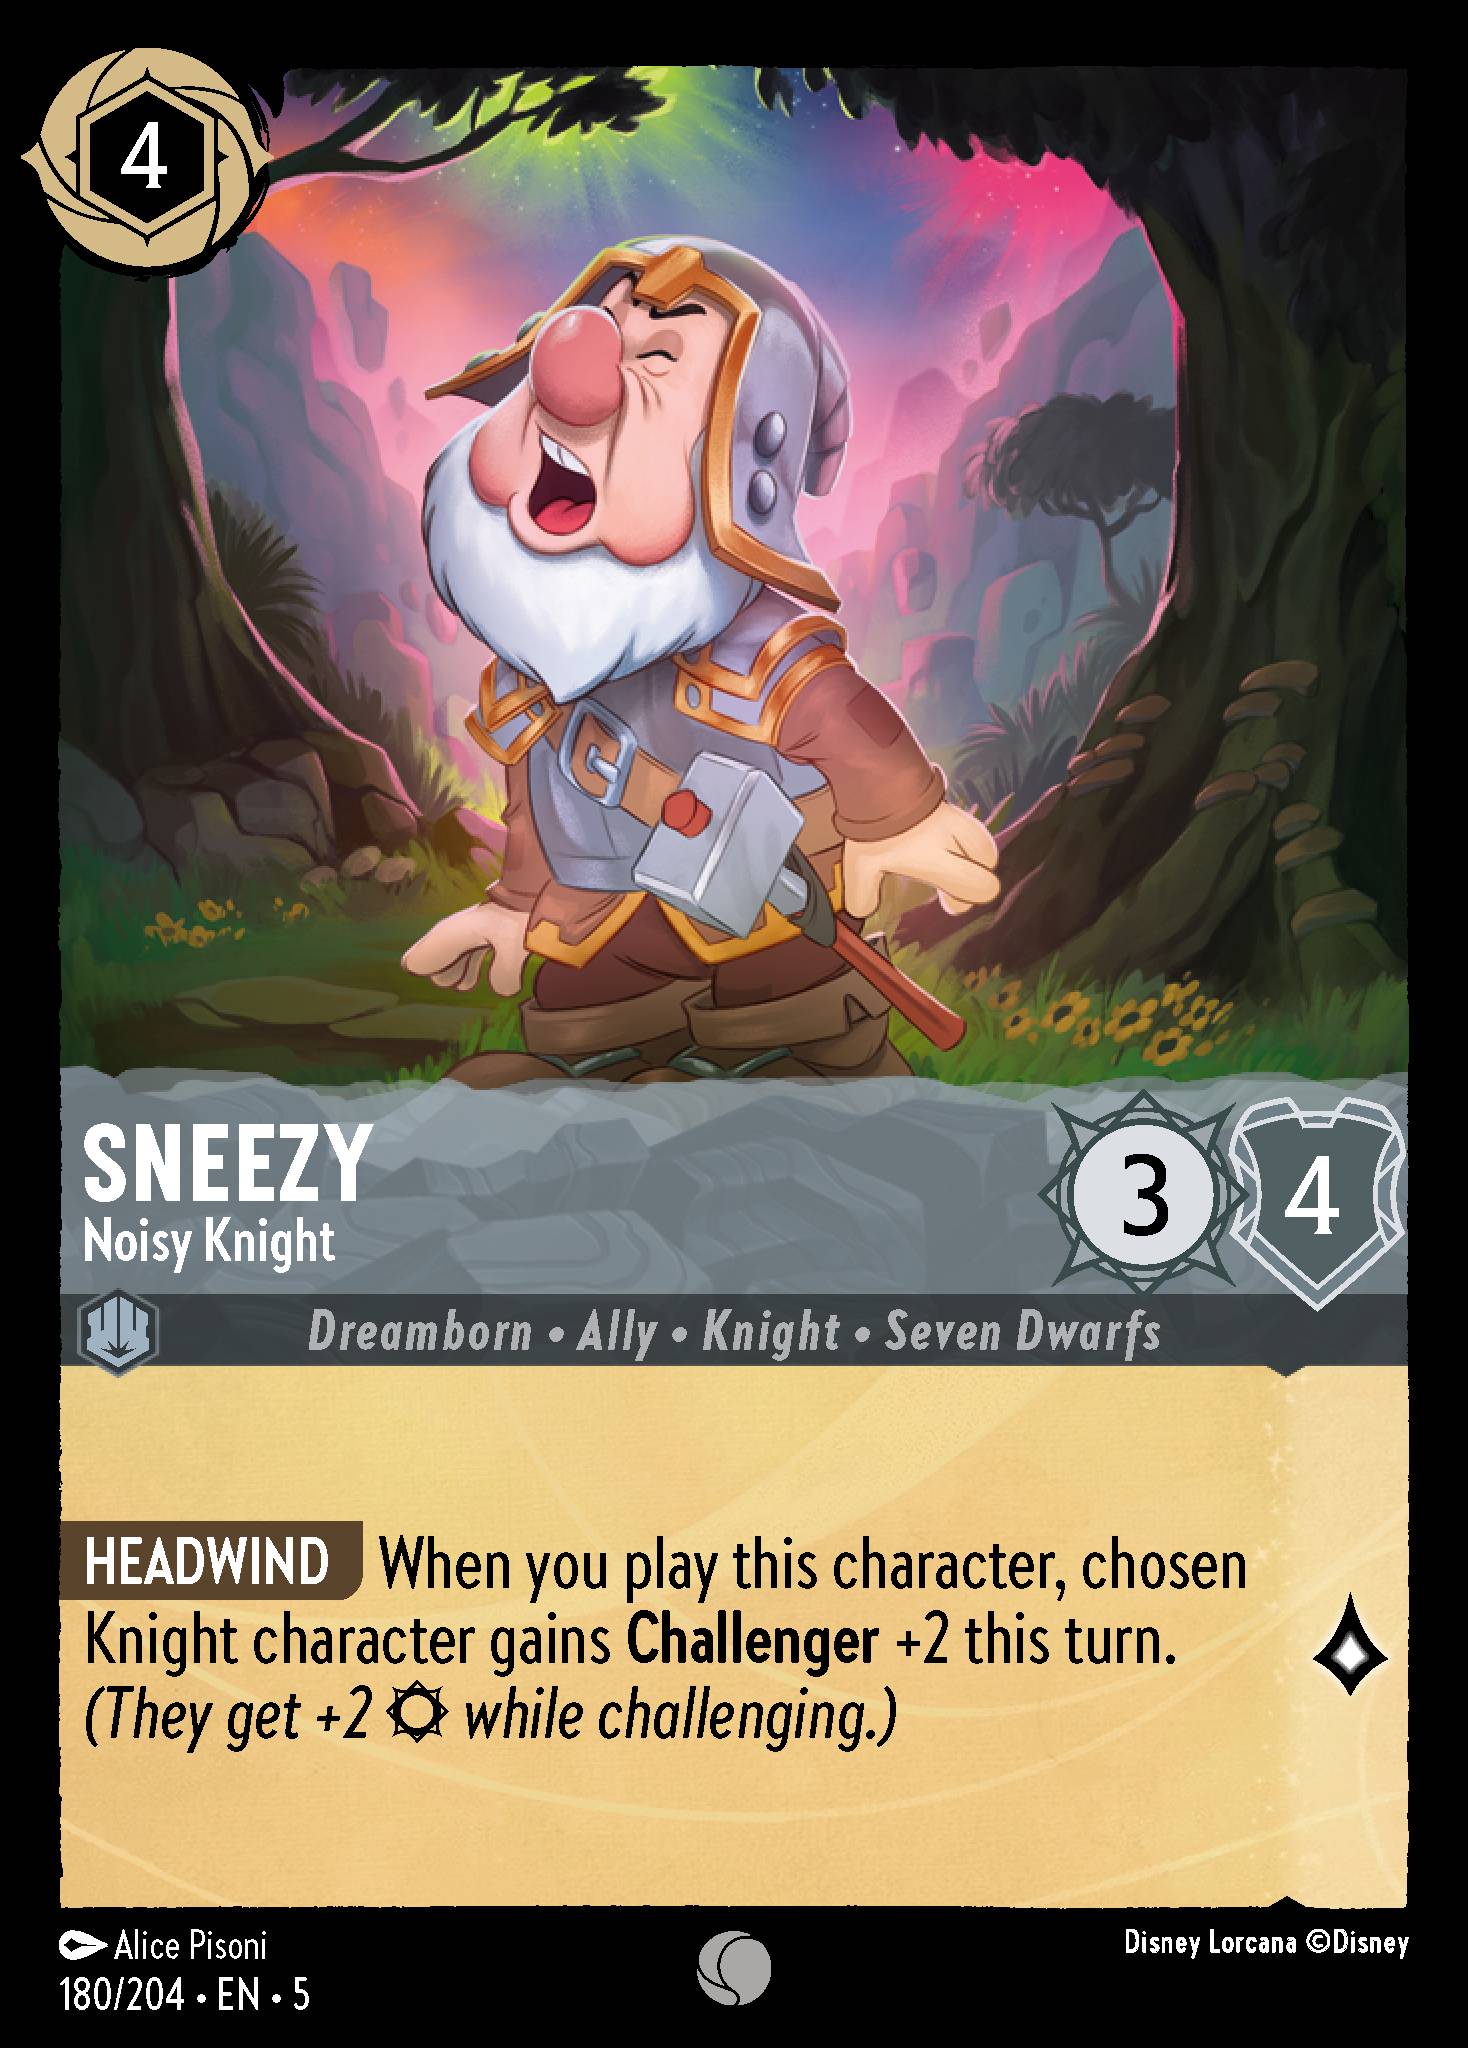 4
SNEEZY
Noisy Knight
3
4
Dreamborn • Ally • Knight • Seven Dwarfs
HEADWIND When you play this character, chosen
Knight character gains Challenger +2 this turn.
(They get +2 while challenging.)
Alice Pisoni
Disney Lorcana ©Disney
180/204 • EN • 5